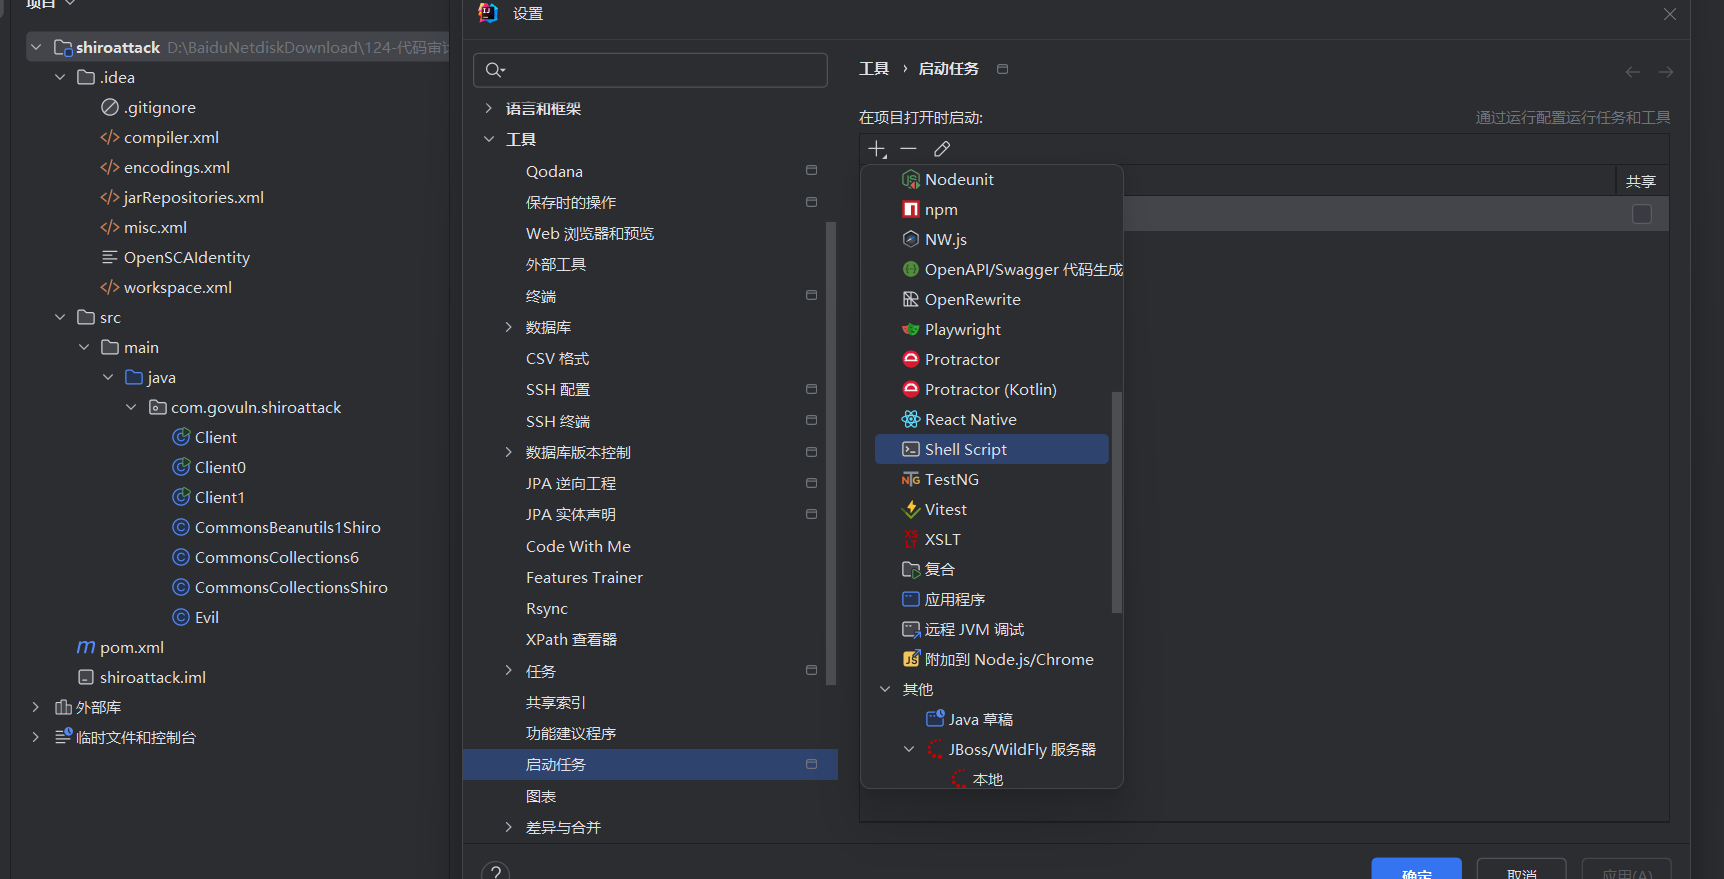 项目
shiroattack D:\BaiduNetdiskDownload\124-代码审计
.idea
.gitignore
compiler.xml
encodings.xml
jarRepositories.xml
misc.xml
OpenSCAIdentity
workspace.xml
src
main
java
com.govuln.shiroattack
Client
Client0
Client1
CommonsBeanutils1Shiro
CommonsCollections6
CommonsCollectionsShiro
Evil
pom.xml
shiroattack.iml
外部库
临时文件和控制台
设置
语言和框架
工具
Qodana
保存时的操作
Web 浏览器和预览
外部工具
终端
数据库
CSV 格式
SSH 配置
SSH 终端
数据库版本控制
JPA 逆向工程
JPA 实体声明
Code With Me
Features Trainer
Rsync
XPath 查看器
任务
共享索引
功能建议程序
启动任务
图表
差异与合并
?
工具 › 启动任务
在项目打开时启动:
通过运行配置运行任务和工具
共享
Nodeunit
npm
NW.js
OpenAPI/Swagger 代码生成
OpenRewrite
Playwright
Protractor
Protractor (Kotlin)
React Native
Shell Script
TestNG
Vitest
XSLT
复合
应用程序
远程 JVM 调试
附加到 Node.js/Chrome
其他
Java 草稿
JBoss/WildFly 服务器
本地
确定
取消
应用(A)